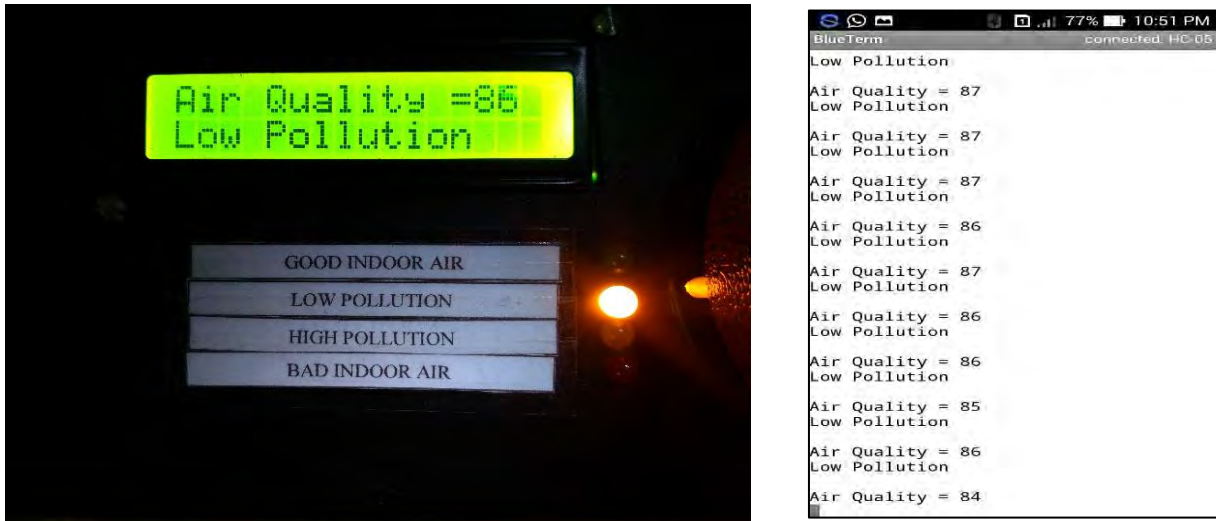 Air Quality =86
Low Pollution
GOOD INDOOR AIR
LOW POLLUTION
HIGH POLLUTION
BAD INDOOR AIR
1 77% 10:51 PM
BlueTerm connected: HC-05
Low Pollution
Air Quality = 87
Low Pollution
Air Quality = 87
Low Pollution
Air Quality = 87
Low Pollution
Air Quality = 86
Low Pollution
Air Quality = 87
Low Pollution
Air Quality = 86
Low Pollution
Air Quality = 86
Low Pollution
Air Quality = 85
Low Pollution
Air Quality = 86
Low Pollution
Air Quality = 84